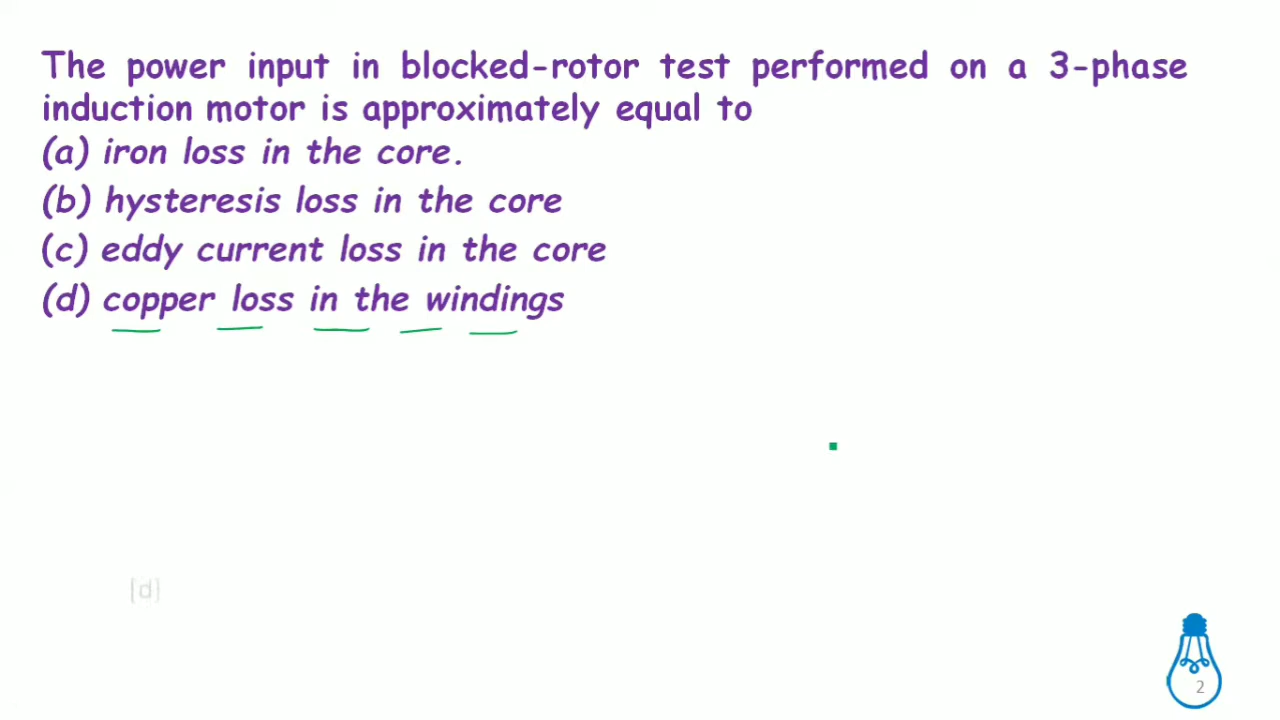 The power input in blocked-rotor test performed on a 3-phase
induction motor is approximately equal to
(a) iron loss in the core.
(b) hysteresis loss in the core
(c) eddy current loss in the core
(d) copper loss in the windings
[d]
2